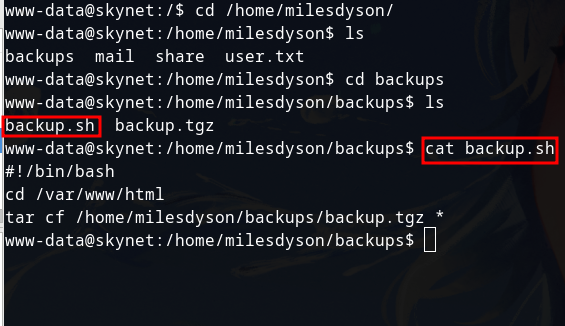 www-data@skynet:/$ cd /home/milesdyson/
www-data@skynet:/home/milesdyson$ ls
backups  mail  share  user.txt
www-data@skynet:/home/milesdyson$ cd backups
www-data@skynet:/home/milesdyson/backups$ ls
backup.sh  backup.tgz
www-data@skynet:/home/milesdyson/backups$ cat backup.sh
#!/bin/bash
cd /var/www/html
tar cf /home/milesdyson/backups/backup.tgz *
www-data@skynet:/home/milesdyson/backups$